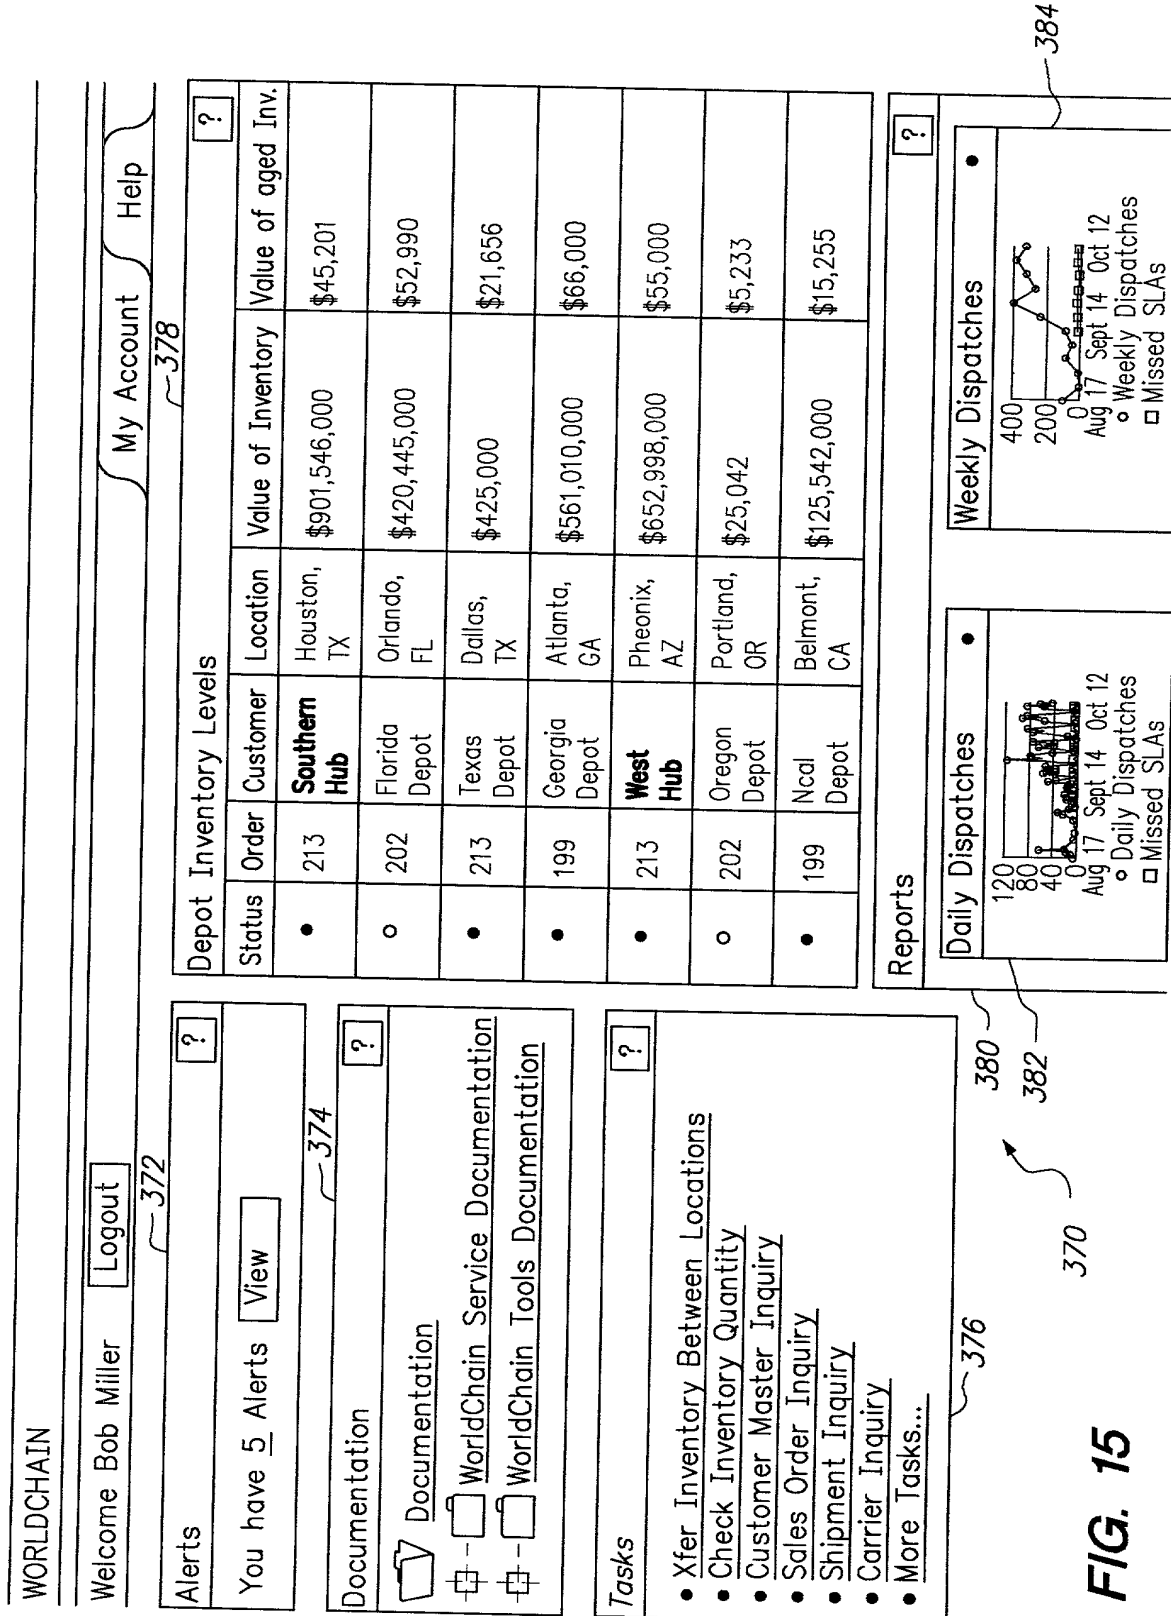 WORLDCHAIN
Welcome Bob Miller Logout
My Account Help
372
Alerts ?
You have 5 Alerts View
374
Documentation ?
Documentation
WorldChain Service Documentation
WorldChain Tools Documentation
Tasks ?
• Xfer Inventory Between Locations
• Check Inventory Quantity
• Customer Master Inquiry
• Sales Order Inquiry
• Shipment Inquiry
• Carrier Inquiry
• More Tasks...
376
378
Depot Inventory Levels ?
Status Order Customer Location Value of Inventory Value of aged Inv.
● 213 Southern Hub Houston, TX $901,546,000 $45,201
○ 202 Florida Depot Orlando, FL $420,445,000 $52,990
● 213 Texas Depot Dallas, TX $425,000 $21,656
● 199 Georgia Depot Atlanta, GA $561,010,000 $66,000
● 213 West Hub Pheonix, AZ $652,998,000 $55,000
○ 202 Oregon Depot Portland, OR $25,042 $5,233
● 199 Ncal Depot Belmont, CA $125,542,000 $15,255
Reports ?
380
382
Daily Dispatches ●
120
80
40
0
Aug 17 Sept 14 Oct 12
○ Daily Dispatches
□ Missed SLAs
Weekly Dispatches ●
400
200
0
Aug 17 Sept 14 Oct 12
○ Weekly Dispatches
□ Missed SLAs
384
370
FIG. 15